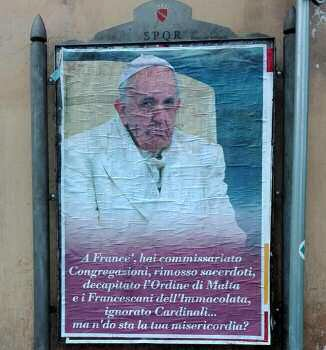 SPQR
A France', hai commissariato
Congregazioni, rimosso sacerdoti,
decapitato l'Ordine di Malta
e i Francescani dell'Immacolata,
ignorato Cardinali...
ma n'do sta la tua misericordia?